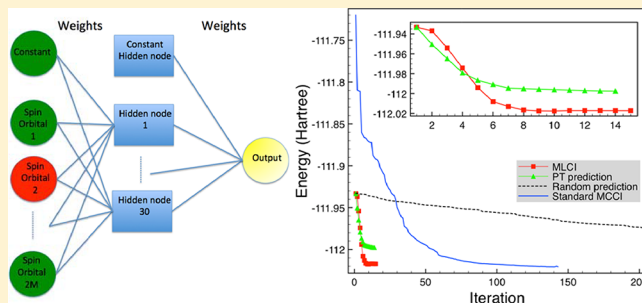 Weights
Weights
Constant
Constant
Hidden node
Spin
Orbital
1
Hidden node
1
Spin
Orbital
2
Output
Hidden node
30
Spin
Orbital
2M
Energy (Hartree)
-111.75
-111.8
-111.85
-111.9
-111.95
-112
-111.94
-111.96
-111.98
-112.00
-112.02
2
4
6
8
10
12
14
MLCI
PT prediction
Random prediction
Standard MCCI
0
50
100
150
200
Iteration